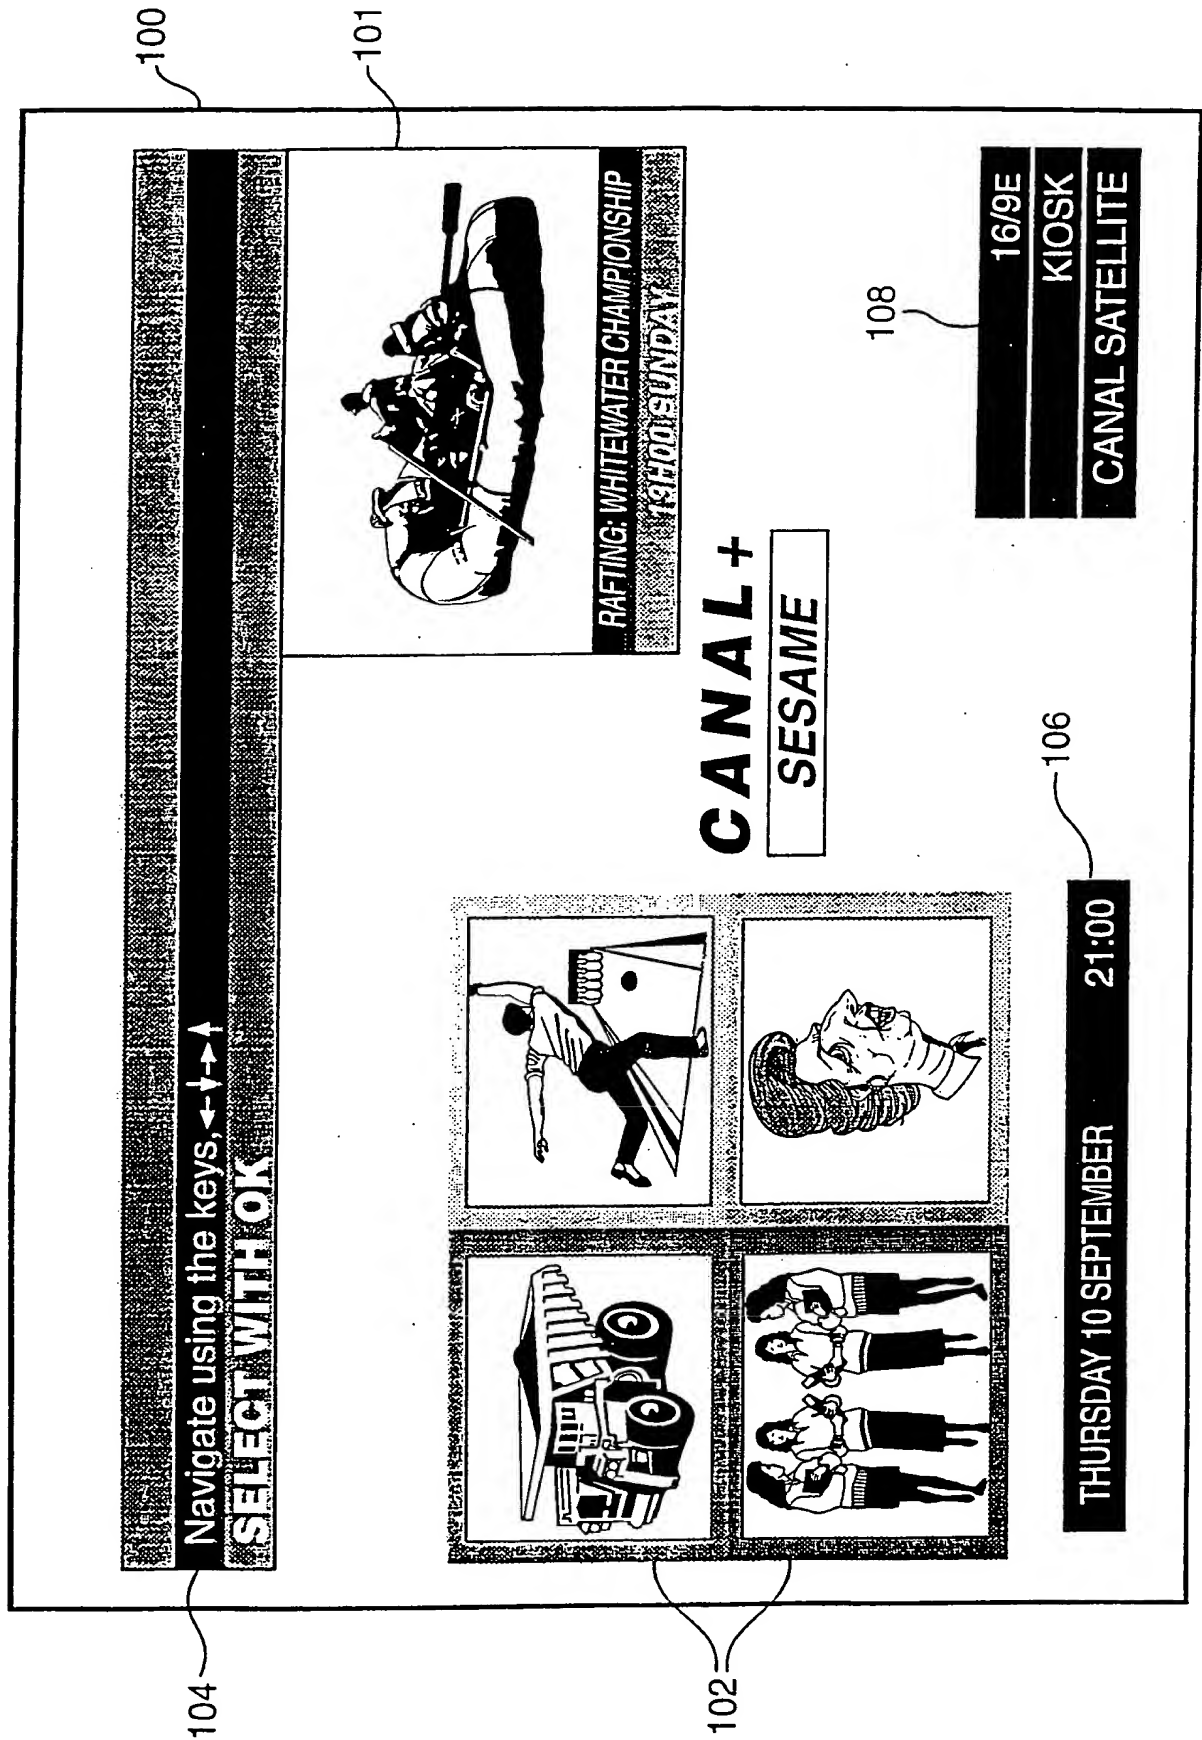 100
101
104
Navigate using the keys,
SELECT WITH OK
RAFTING: WHITEWATER CHAMPIONSHIP
13H00 SUNDAY
CANAL+
SESAME
102
108
16/9E
KIOSK
CANAL SATELLITE
106
THURSDAY 10 SEPTEMBER 21:00